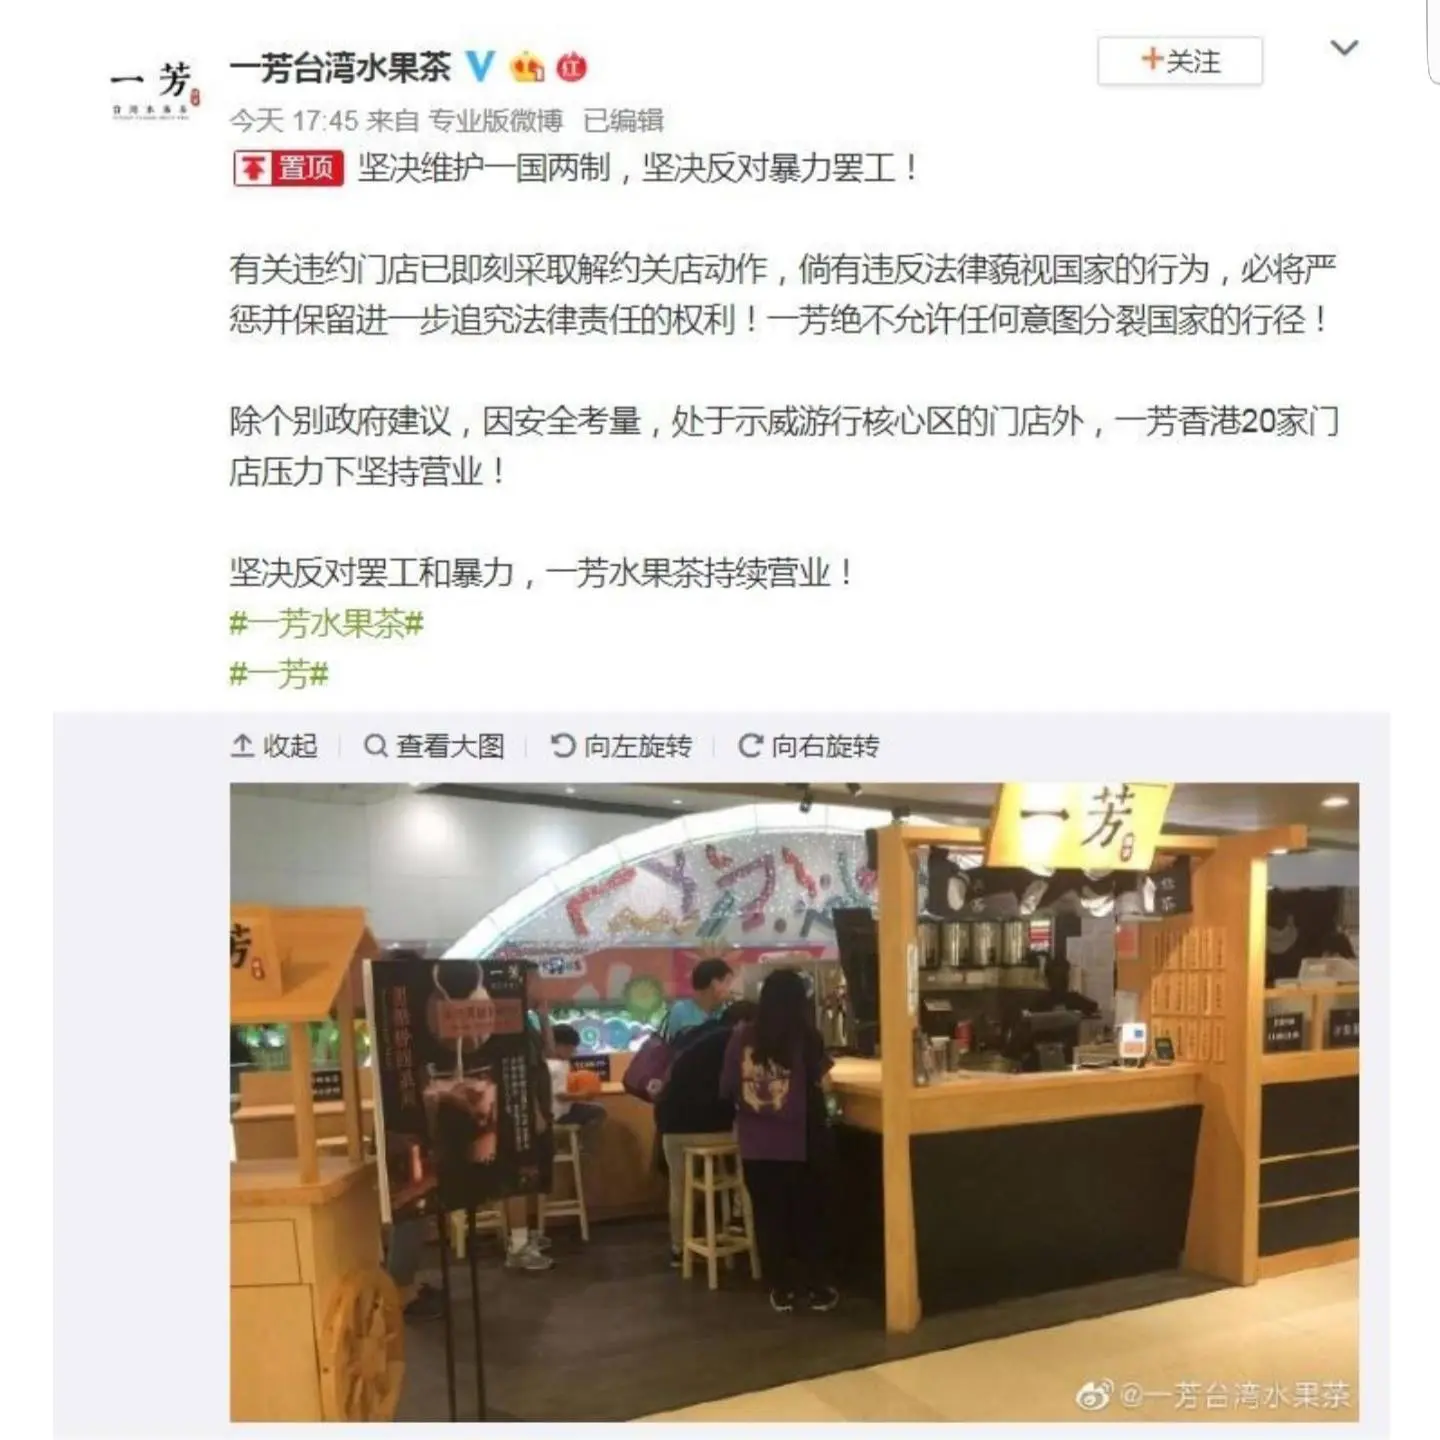 一芳
一芳台湾水果茶
+关注
今天 17:45 来自 专业版微博 已编辑
置顶 坚决维护一国两制，坚决反对暴力罢工！
有关违约门店已即刻采取解约关店动作，倘有违反法律藐视国家的行为，必将严
惩并保留进一步追究法律责任的权利！一芳绝不允许任何意图分裂国家的行径！
除个别政府建议，因安全考量，处于示威游行核心区的门店外，一芳香港20家门
店压力下坚持营业！
坚决反对罢工和暴力，一芳水果茶持续营业！
#一芳水果茶#
#一芳#
收起 查看大图 向左旋转 向右旋转
一芳
芳
一芳
@一芳台湾水果茶